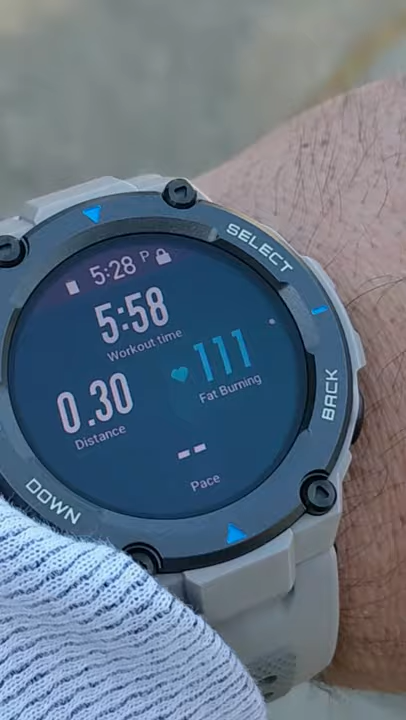 SELECT
5:28 P
5:58
Workout time
0.30
Distance
111
Fat Burning
--
Pace
BACK
DOWN